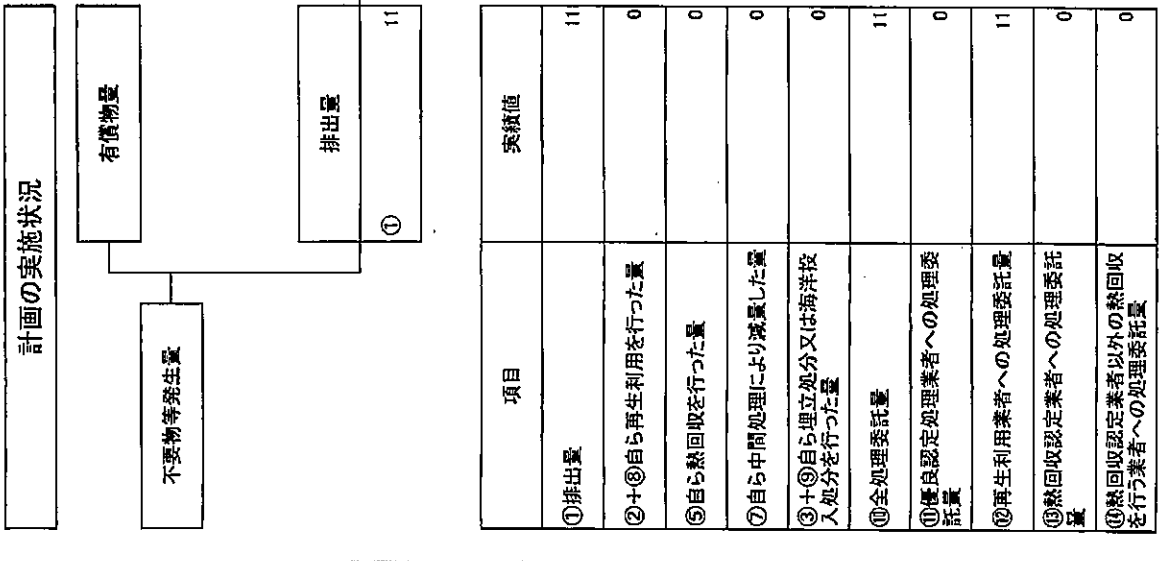 計画の実施状況
不要物等発生量
有償物量
排出量
① 11
項目 実績値
①排出量 11
②+⑧自ら再生利用を行った量 0
⑤自ら熱回収を行った量 0
⑦自ら中間処理により減量した量 0
③+⑨自ら埋立処分又は海洋投
入処分を行った量 0
⑩全処理委託量 11
⑪優良認定処理業者への処理委
託量 0
⑫再生利用業者への処理委託量 11
⑬熱回収認定業者への処理委託
量 0
⑭熱回収認定業者以外の熱回収
を行う業者への処理委託量 0